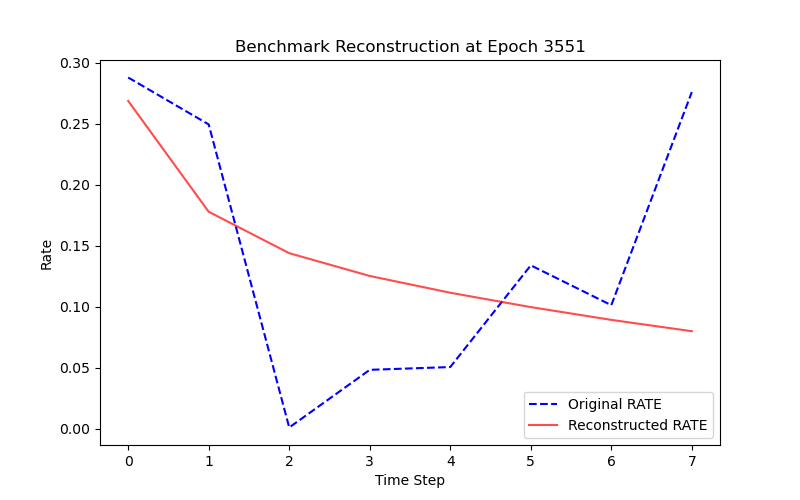 Benchmark Reconstruction at Epoch 3551
0.30
0.25
0.20
0.15
0.10
0.05
0.00
Rate
0 1 2 3 4 5 6 7
Time Step
Original RATE
Reconstructed RATE